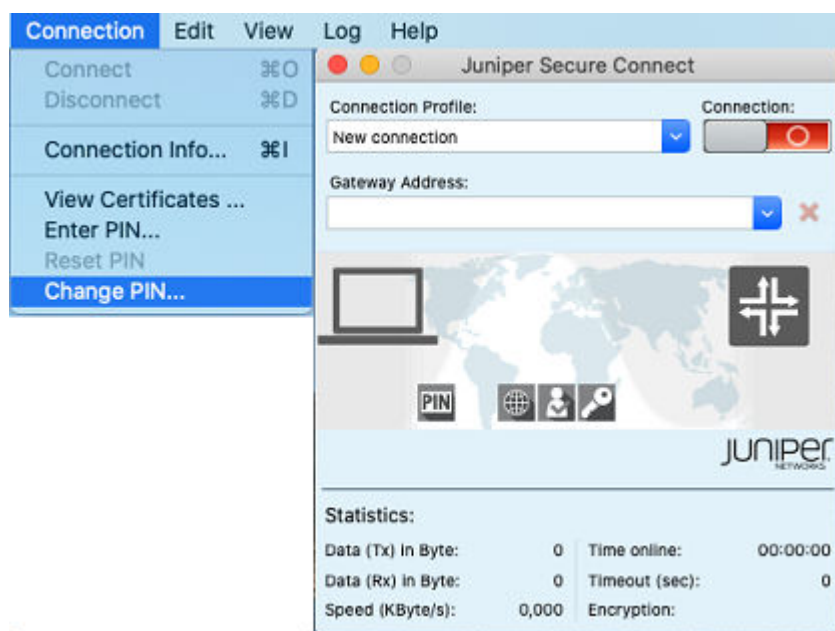 Connection Edit View Log Help
Connect ⌘O
Disconnect ⌘D
Connection Info... ⌘I
View Certificates ...
Enter PIN...
Reset PIN
Change PIN...
Juniper Secure Connect
Connection Profile: Connection:
New connection
Gateway Address:
PIN
JUNIPER
NETWORKS
Statistics:
Data (Tx) in Byte: 0 Time online: 00:00:00
Data (Rx) in Byte: 0 Timeout (sec): 0
Speed (KByte/s): 0,000 Encryption: